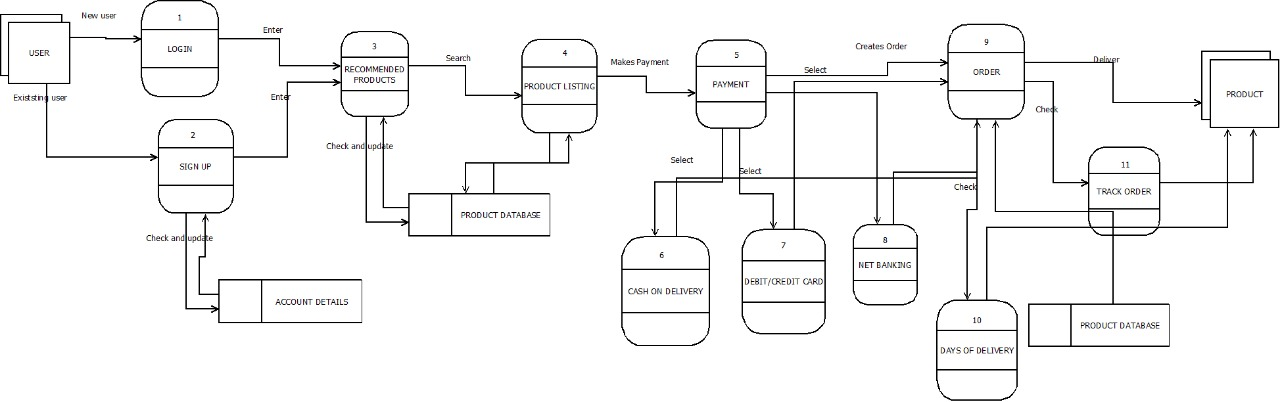 New user
USER
Existsting user
1
LOGIN
Enter
2
SIGN UP
Enter
Check and update
ACCOUNT DETAILS
3
RECOMMENDED
PRODUCTS
Search
Check and update
PRODUCT DATABASE
4
PRODUCT LISTING
Makes Payment
5
PAYMENT
Select
Select
Select
Creates Order
6
CASH ON DELIVERY
7
DEBIT/CREDIT CARD
8
NET BANKING
9
ORDER
Deliver
Check
Check
10
DAYS OF DELIVERY
11
TRACK ORDER
PRODUCT DATABASE
PRODUCT